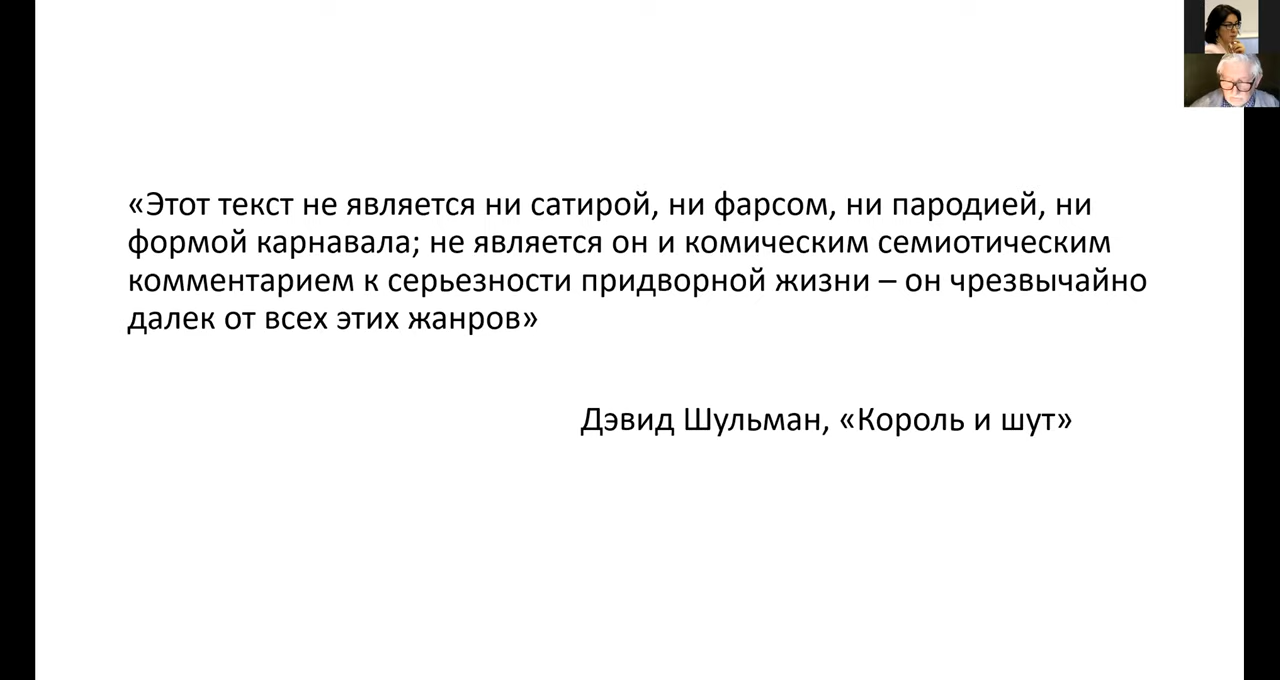 «Этот текст не является ни сатирой, ни фарсом, ни пародией, ни
формой карнавала; не является он и комическим семиотическим
комментарием к серьезности придворной жизни – он чрезвычайно
далек от всех этих жанров»
Дэвид Шульман, «Король и шут»